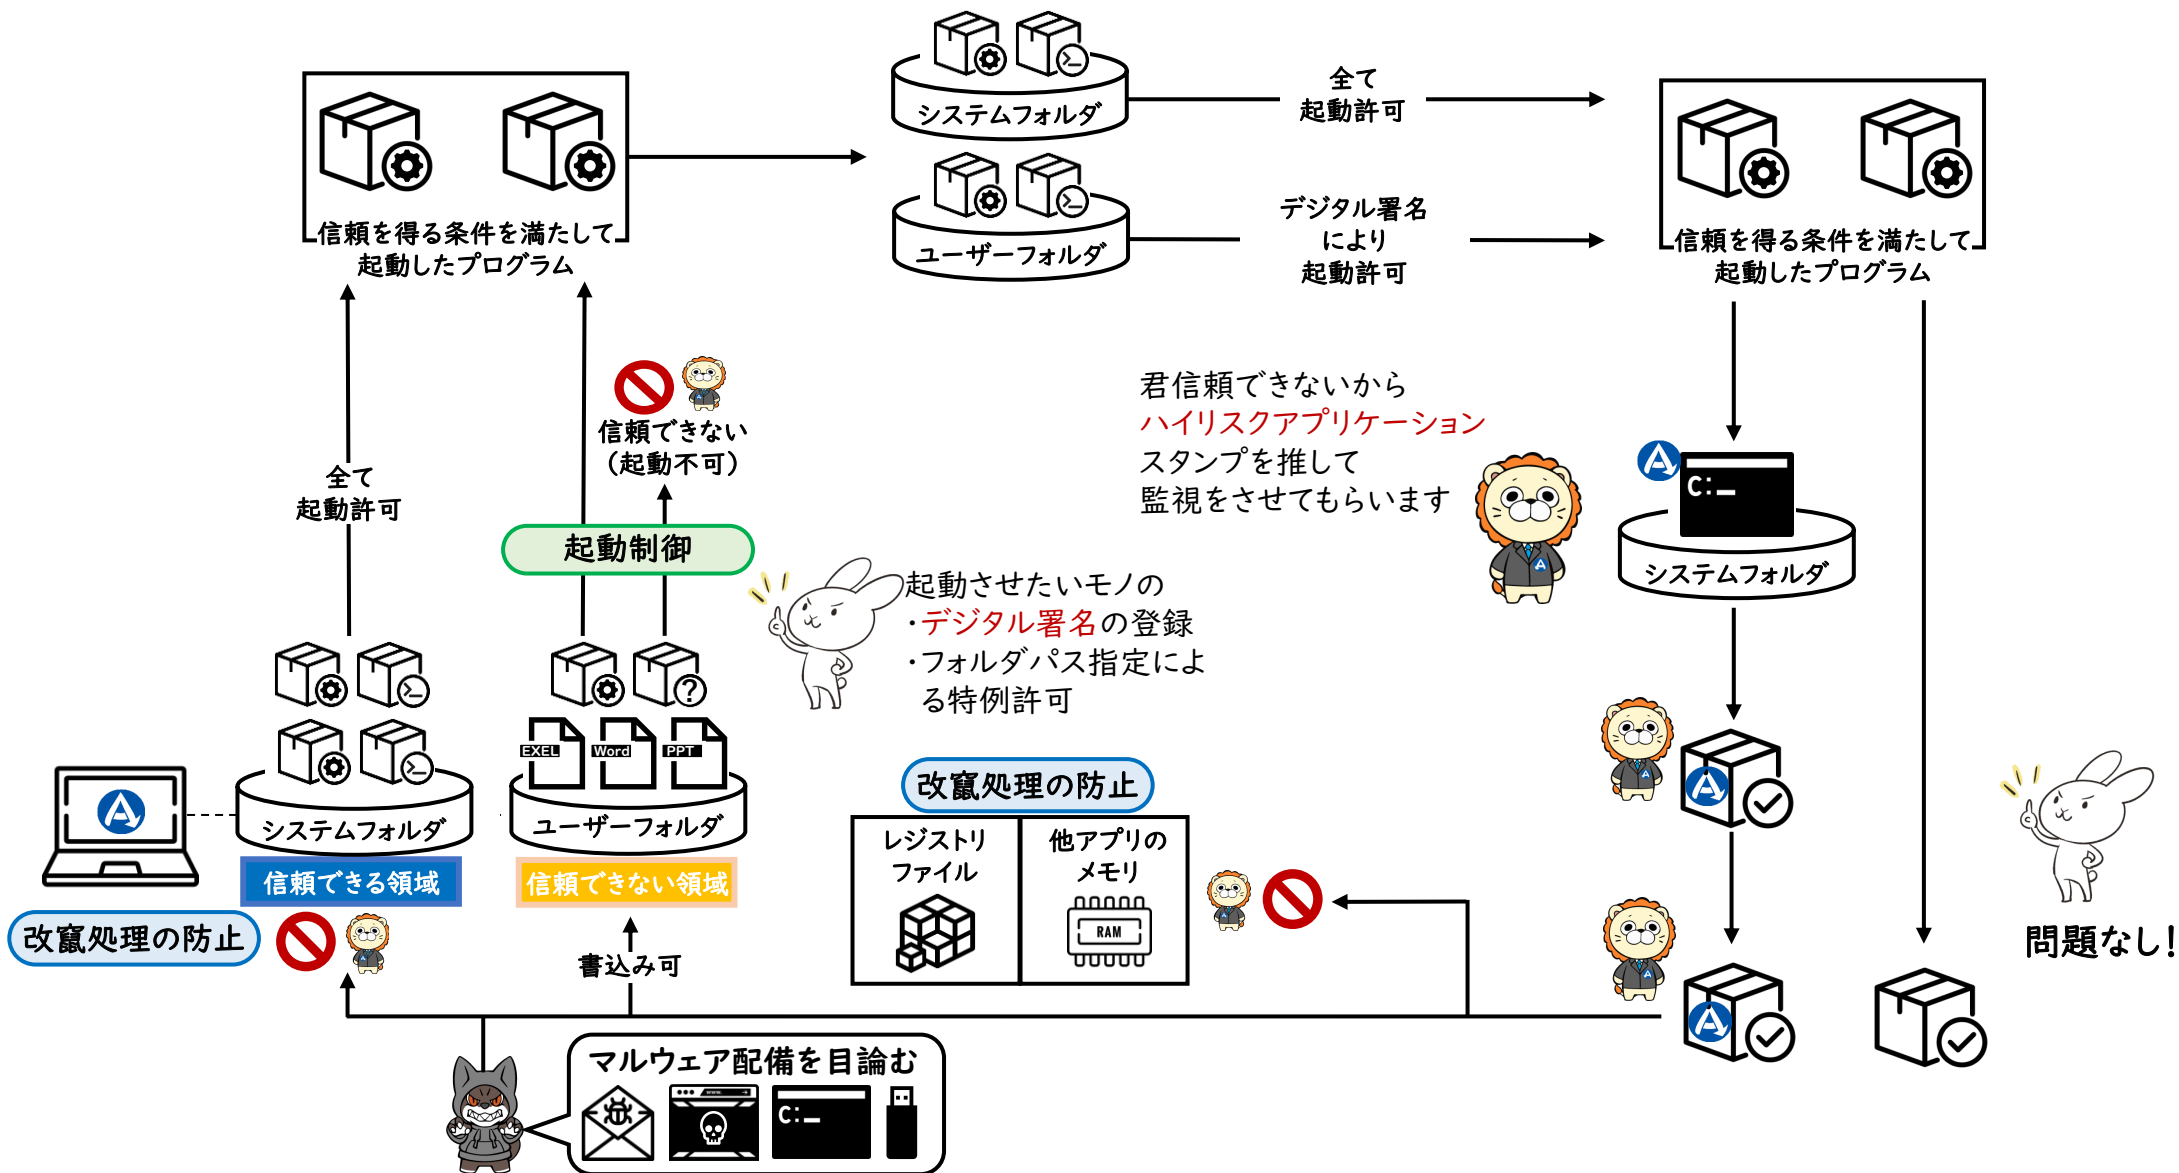 システムフォルダ
全て
起動許可
ユーザーフォルダ
デジタル署名
により
起動許可
信頼を得る条件を満たして
起動したプログラム
信頼を得る条件を満たして
起動したプログラム
信頼できない
(起動不可)
全て
起動許可
起動制御
君信頼できないから
ハイリスクアプリケーション
スタンプを推して
監視をさせてもらいます
C:
システムフォルダ
起動させたいモノの
・デジタル署名の登録
・フォルダパス指定によ
る特例許可
EXEL
Word
PPT
システムフォルダ
ユーザーフォルダ
信頼できる領域
信頼できない領域
改竄処理の防止
改竄処理の防止
レジストリ
ファイル
他アプリの
メモリ
RAM
書込み可
問題なし!
マルウェア配備を目論む
www.
C: